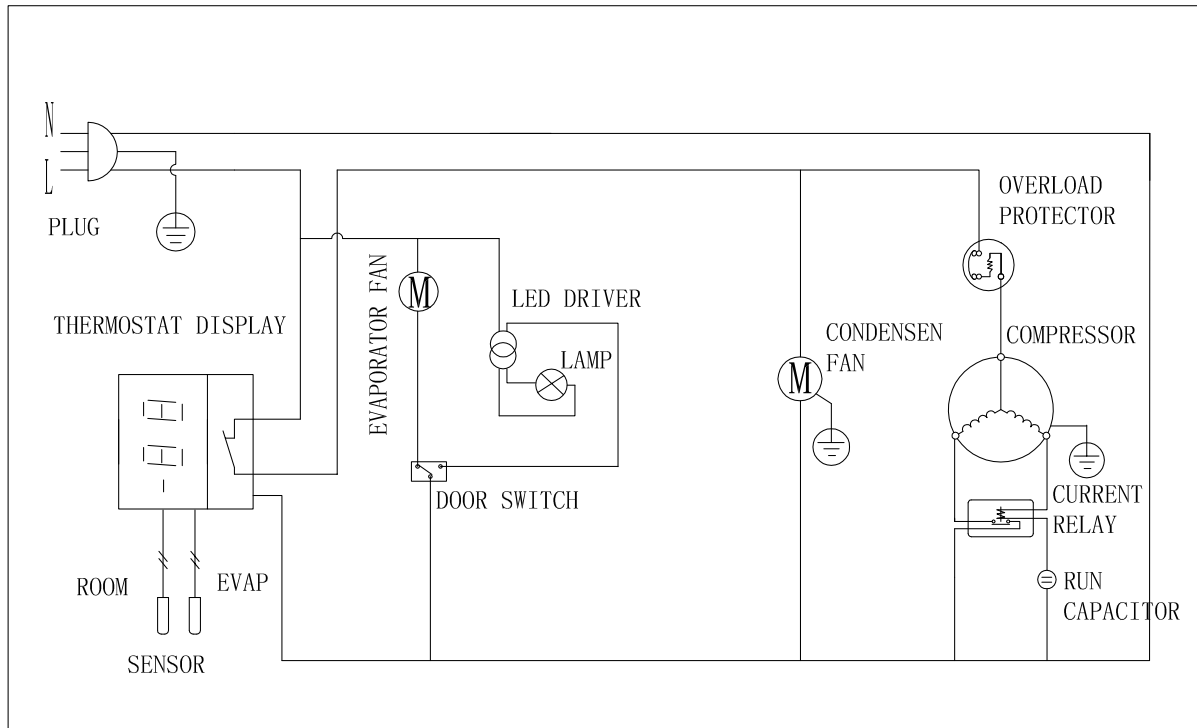 N
L
PLUG
THERMOSTAT DISPLAY
ROOM
EVAP
SENSOR
EVAPORATOR FAN
M
LED DRIVER
LAMP
DOOR SWITCH
M
CONDENSEN
FAN
OVERLOAD
PROTECTOR
COMPRESSOR
CURRENT
RELAY
RUN
CAPACITOR